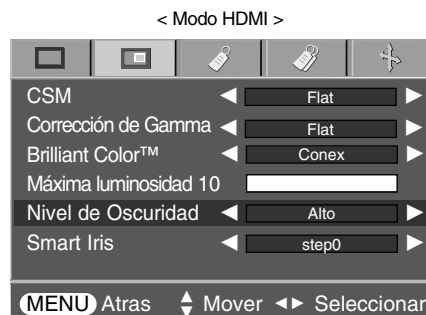 < Modo HDMI >
CSM Flat
Corrección de Gamma Flat
Brilliant Color™ Conex
Máxima luminosidad 10
Nivel de Oscuridad Alto
Smart Iris step0
MENU Atras Mover Seleccionar